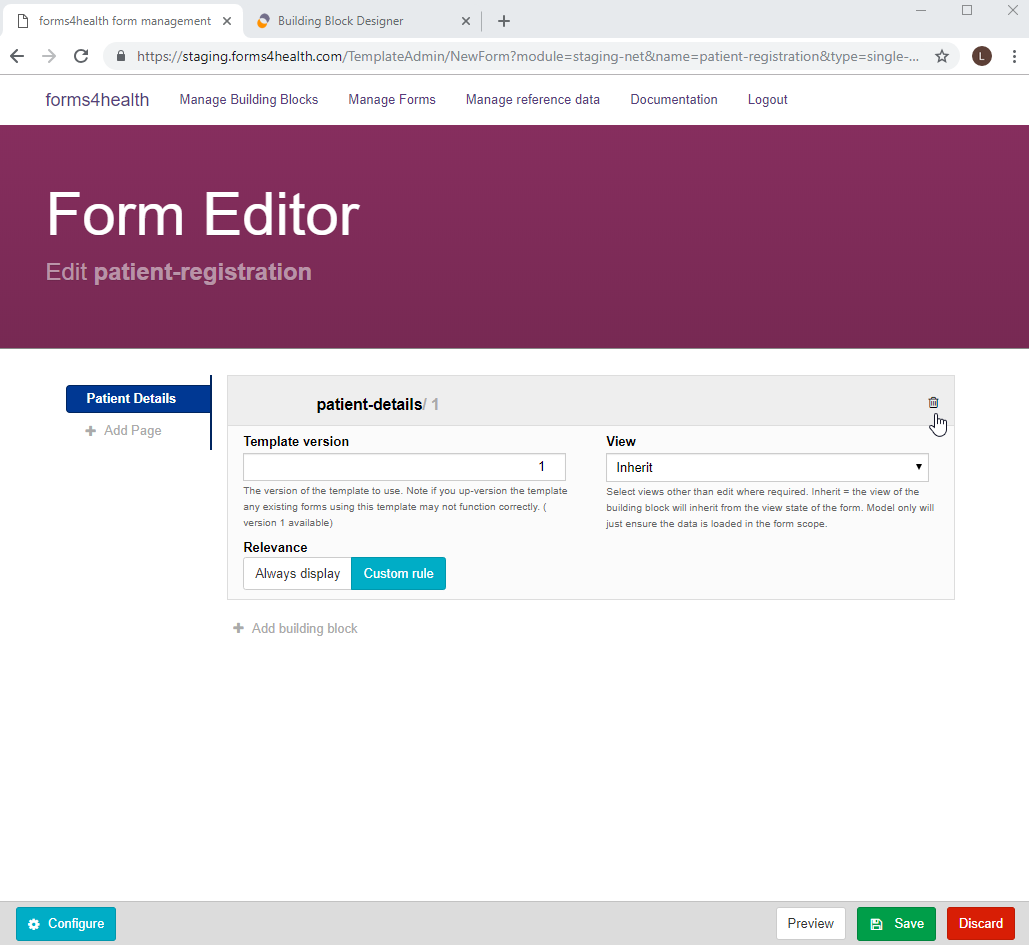 forms4health form management
Building Block Designer
https://staging.forms4health.com/TemplateAdmin/NewForm?module=staging-net&name=patient-registration&type=single-...
L
forms4health Manage Building Blocks Manage Forms Manage reference data Documentation Logout
Form Editor
Edit patient-registration
Patient Details
Add Page
patient-details/ 1
Template version
1
The version of the template to use. Note if you up-version the template
any existing forms using this template may not function correctly. (
version 1 available)
View
Inherit
Select views other than edit where required. Inherit = the view of the
building block will inherit from the view state of the form. Model only will
just ensure the data is loaded in the form scope.
Relevance
Always display Custom rule
Add building block
Configure Preview Save Discard